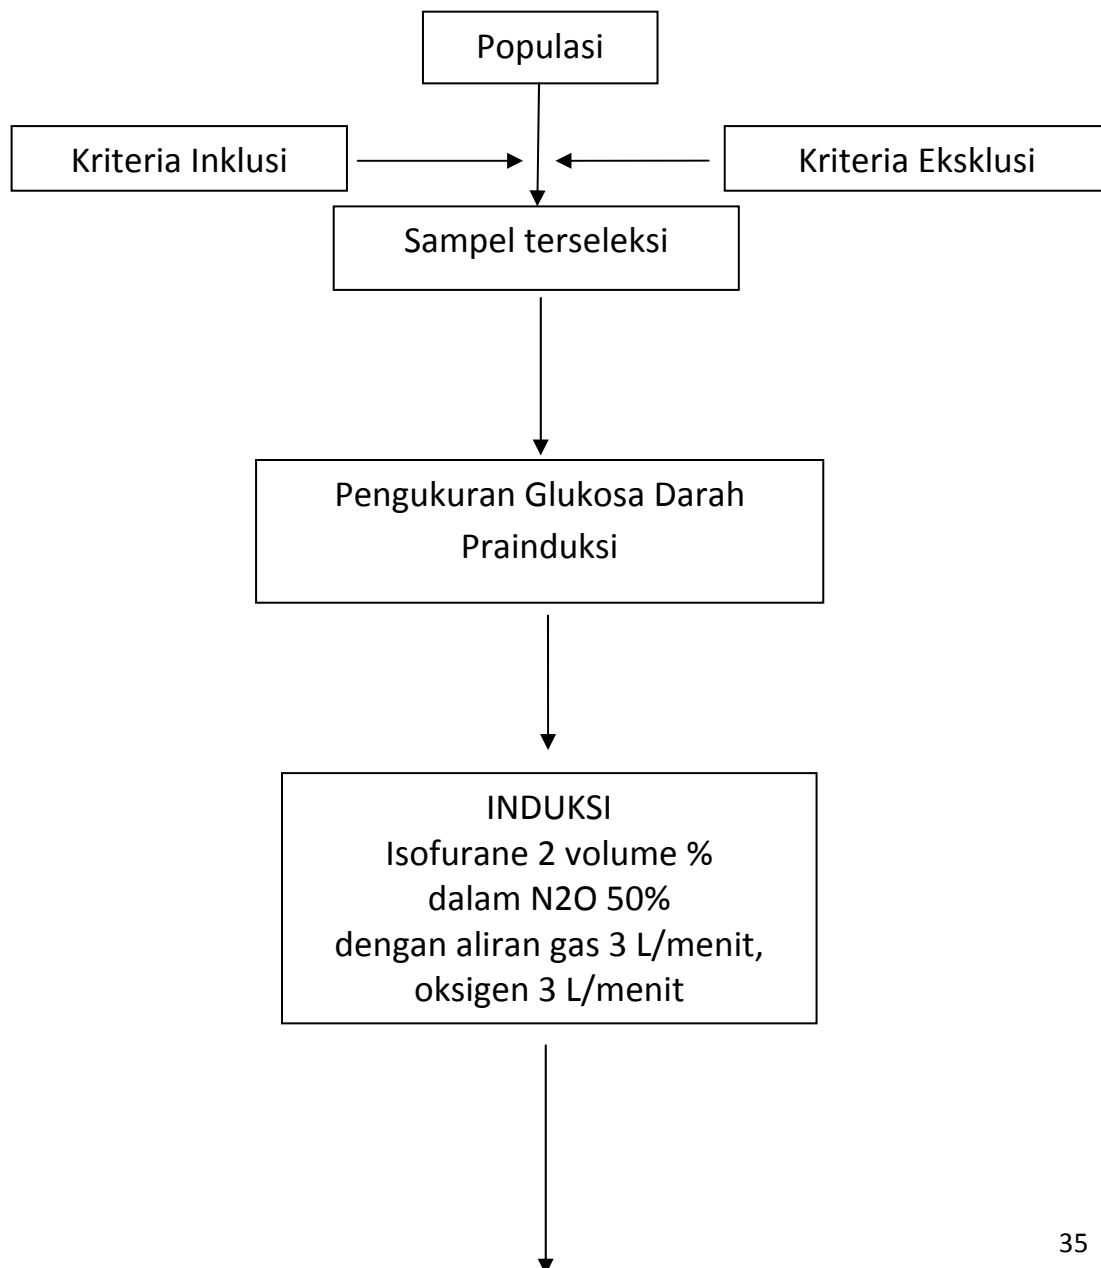 Populasi
Kriteria Inklusi
Kriteria Eksklusi
Sampel terseleksi
Pengukuran Glukosa Darah
Prainduksi
INDUKSI
Isofurane 2 volume %
dalam N2O 50%
dengan aliran gas 3 L/menit,
oksigen 3 L/menit
35